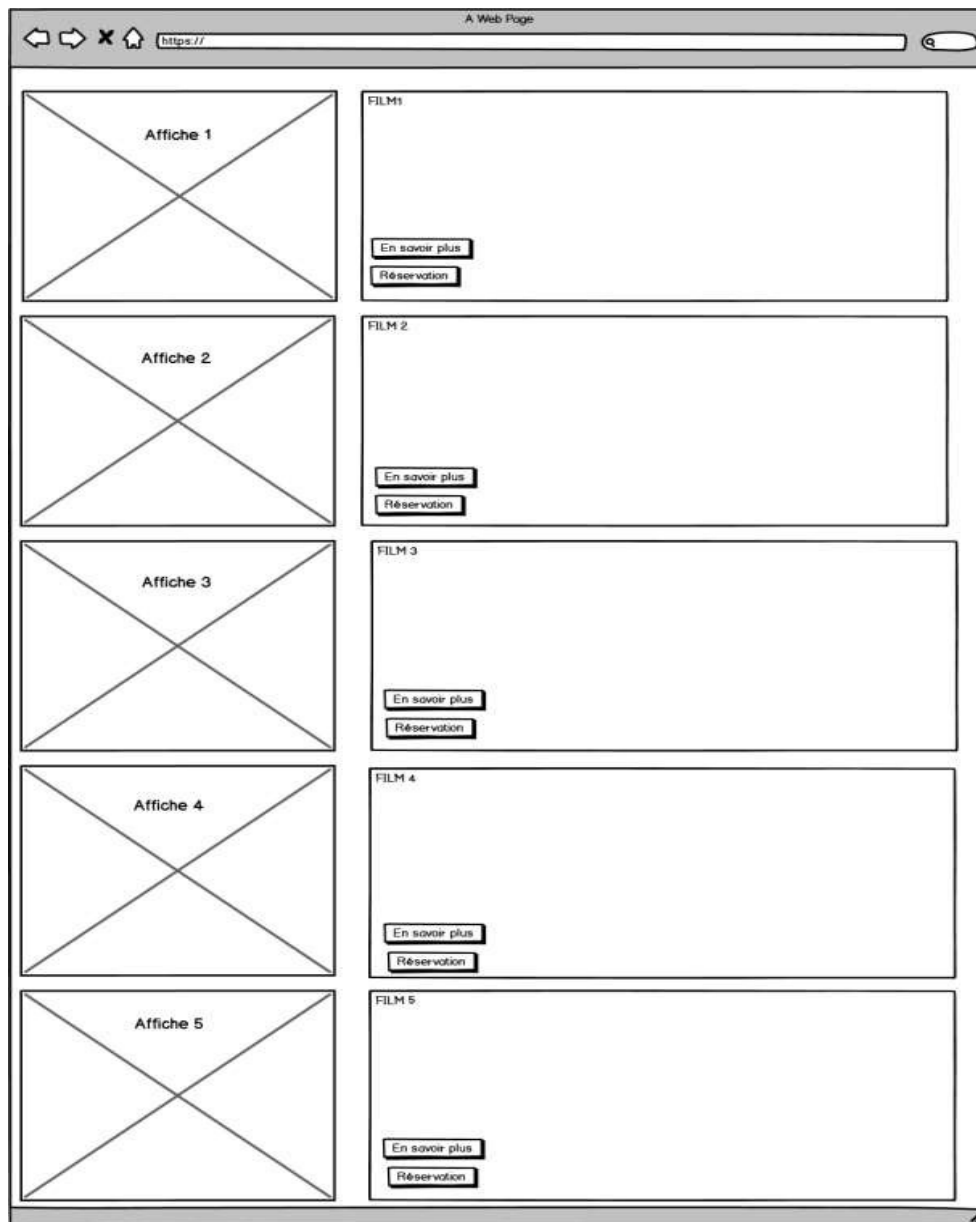 A Web Page
https://
Affiche 1
FILM1
En savoir plus
Réservation
Affiche 2
FILM 2
En savoir plus
Réservation
Affiche 3
FILM 3
En savoir plus
Réservation
Affiche 4
FILM 4
En savoir plus
Réservation
Affiche 5
FILM 5
En savoir plus
Réservation